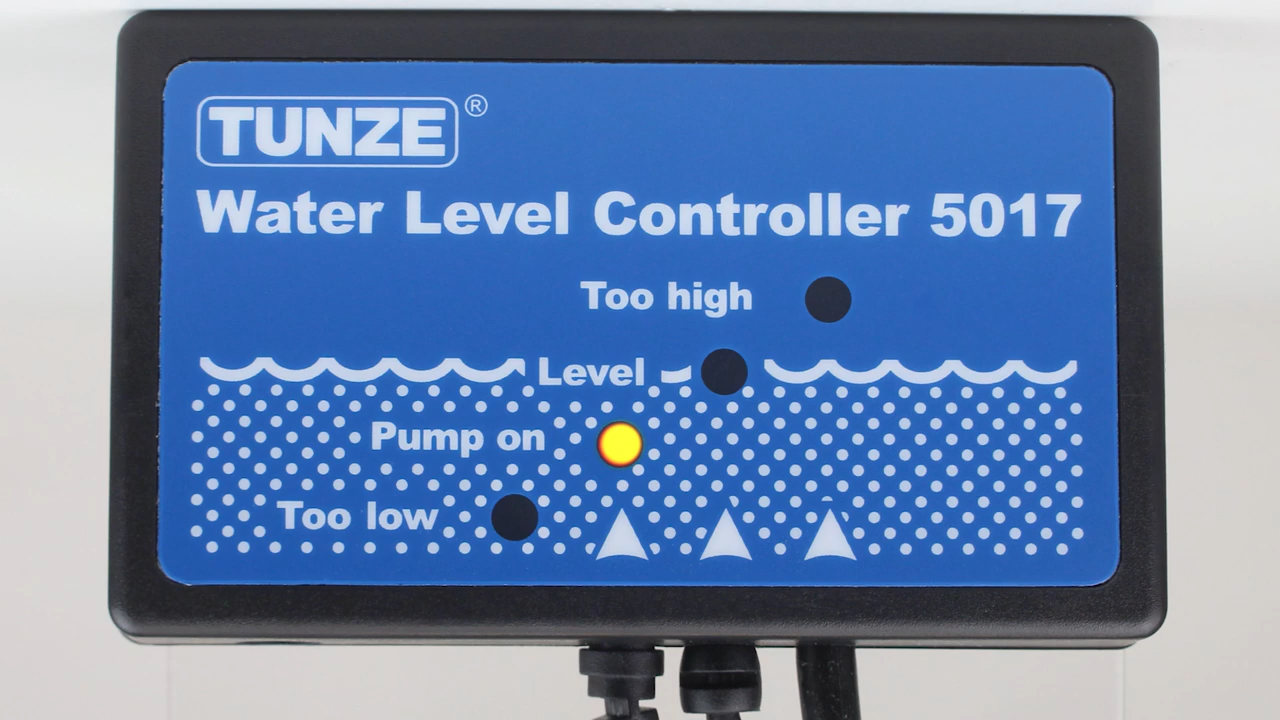 TUNZE®
Water Level Controller 5017
Too high
Level
Pump on
Too low